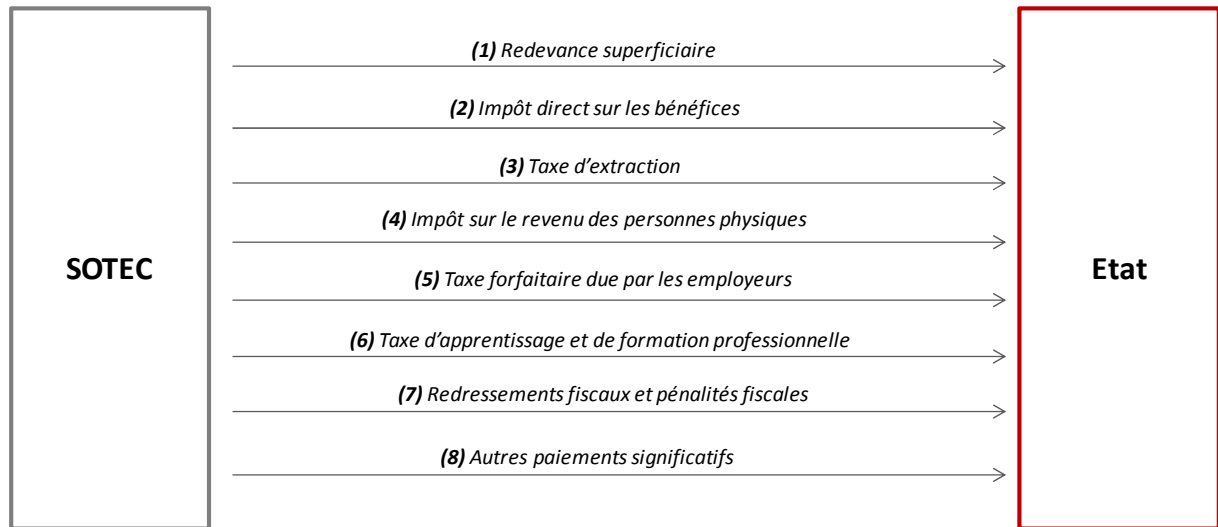 (1) Redevance superficiaire
(2) Impôt direct sur les bénéfices
(3) Taxe d'extraction
(4) Impôt sur le revenu des personnes physiques
SOTEC
Etat
(5) Taxe forfaitaire due par les employeurs
(6) Taxe d'apprentissage et de formation professionnelle
(7) Redressements fiscaux et pénalités fiscales
(8) Autres paiements significatifs